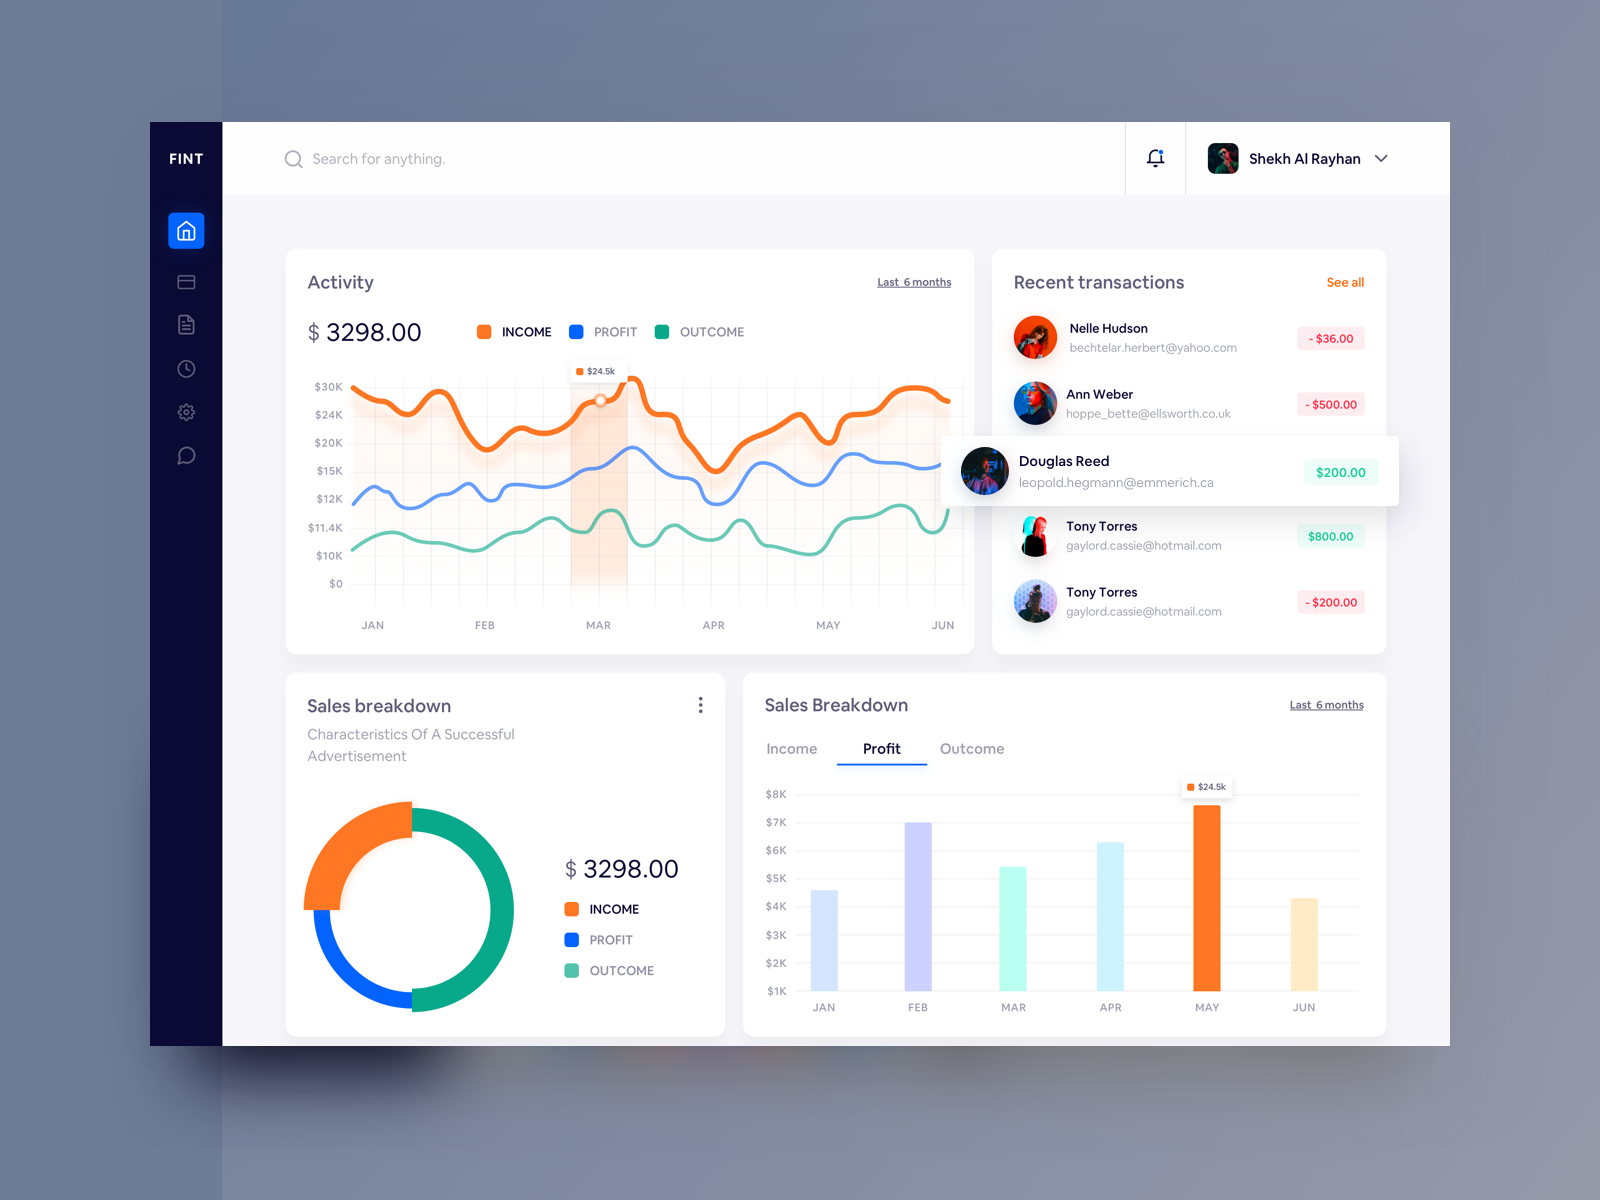 FINT
Search for anything.
Shekh Al Rayhan
Activity
Last 6 months
$ 3298.00
INCOME
PROFIT
OUTCOME
$24.5k
$30K
$24K
$20K
$15K
$12K
$11.4K
$10K
$0
JAN
FEB
MAR
APR
MAY
JUN
Recent transactions
See all
Nelle Hudson
bechtelar.herbert@yahoo.com
- $36.00
Ann Weber
hoppe_bette@ellsworth.co.uk
- $500.00
Douglas Reed
leopold.hegmann@emmerich.ca
$200.00
Tony Torres
gaylord.cassie@hotmail.com
$800.00
Tony Torres
gaylord.cassie@hotmail.com
- $200.00
Sales breakdown
Characteristics Of A Successful
Advertisement
$ 3298.00
INCOME
PROFIT
OUTCOME
Sales Breakdown
Last 6 months
Income
Profit
Outcome
$24.5k
$8K
$7K
$6K
$5K
$4K
$3K
$2K
$1K
JAN
FEB
MAR
APR
MAY
JUN